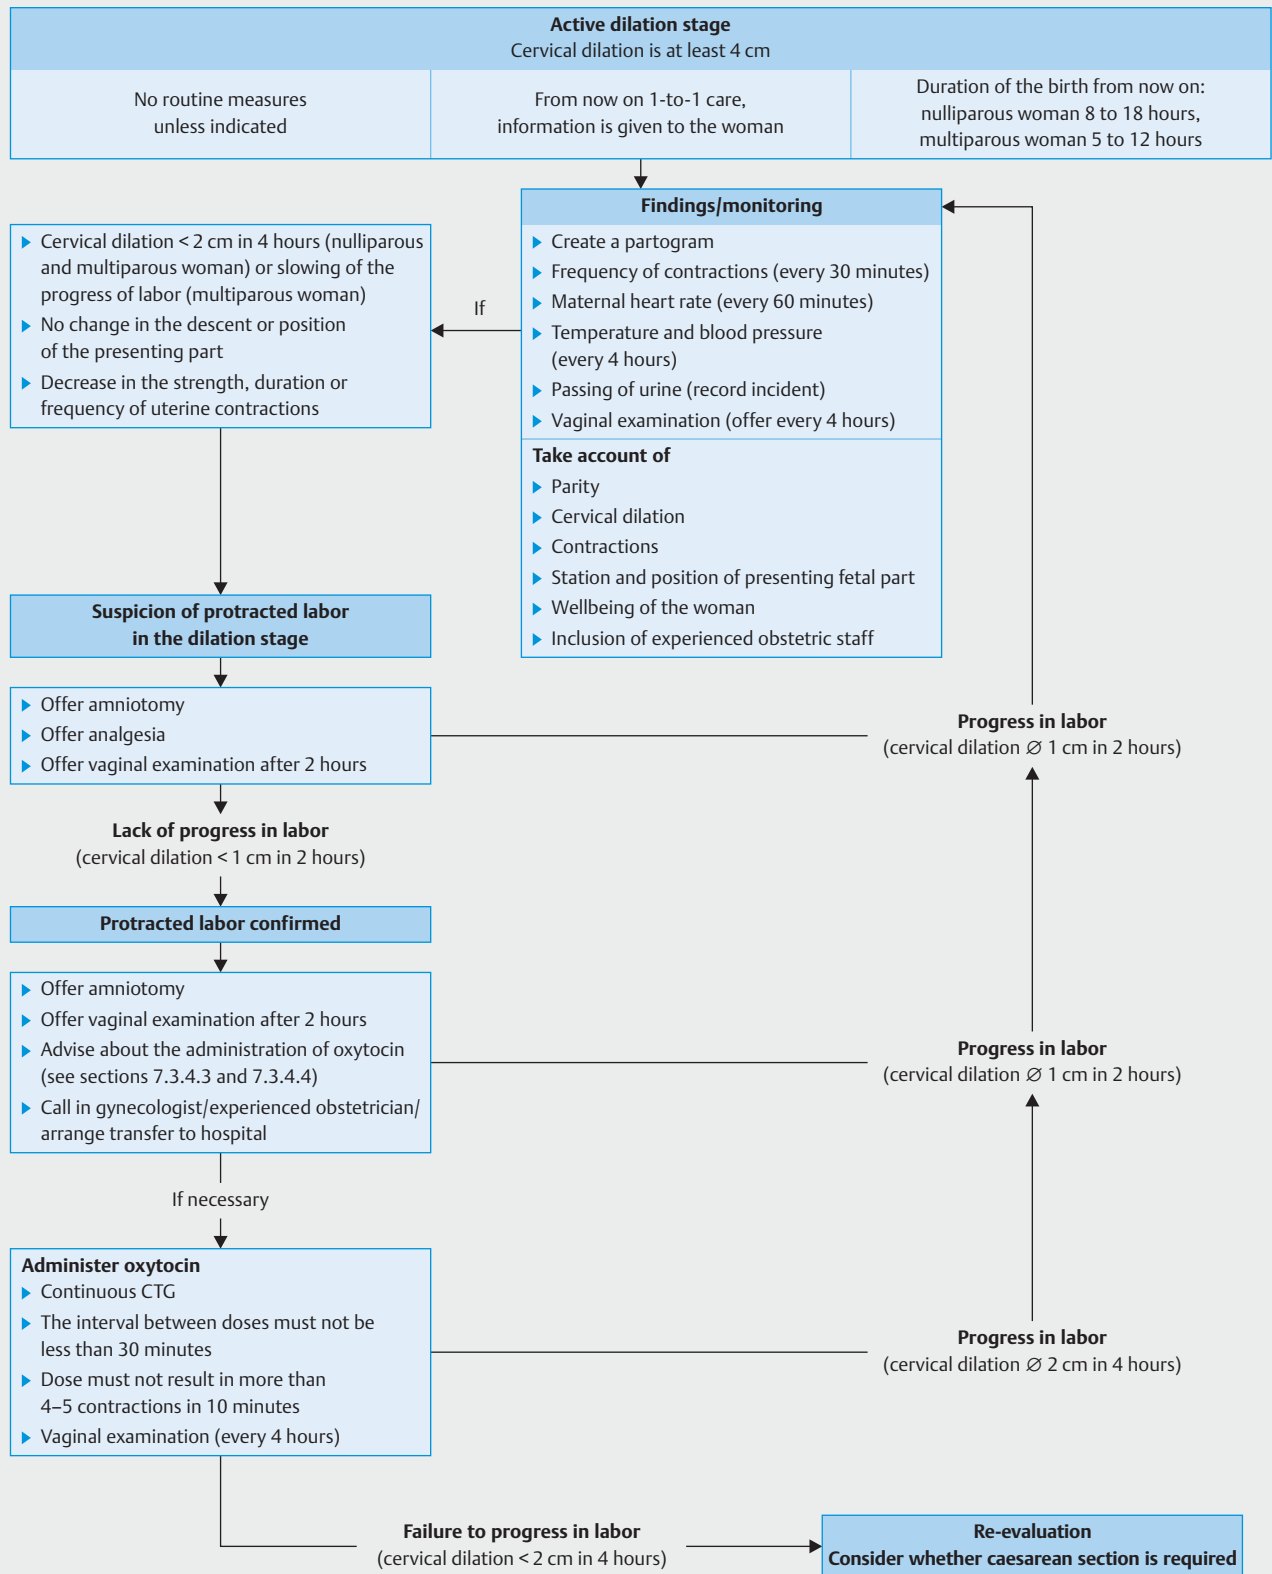 Active dilation stage
Cervical dilation is at least 4 cm
No routine measures
unless indicated
From now on 1-to-1 care,
information is given to the woman
Duration of the birth from now on:
nulliparous woman 8 to 18 hours,
multiparous woman 5 to 12 hours
Findings/monitoring
▶ Create a partogram
▶ Frequency of contractions (every 30 minutes)
▶ Maternal heart rate (every 60 minutes)
▶ Temperature and blood pressure
(every 4 hours)
▶ Passing of urine (record incident)
▶ Vaginal examination (offer every 4 hours)
Take account of
▶ Parity
▶ Cervical dilation
▶ Contractions
▶ Station and position of presenting fetal part
▶ Wellbeing of the woman
▶ Inclusion of experienced obstetric staff
If
▶ Cervical dilation < 2 cm in 4 hours (nulliparous
and multiparous woman) or slowing of the
progress of labor (multiparous woman)
▶ No change in the descent or position
of the presenting part
▶ Decrease in the strength, duration or
frequency of uterine contractions
Suspicion of protracted labor
in the dilation stage
▶ Offer amniotomy
▶ Offer analgesia
▶ Offer vaginal examination after 2 hours
Progress in labor
(cervical dilation ∅ 1 cm in 2 hours)
Lack of progress in labor
(cervical dilation < 1 cm in 2 hours)
Protracted labor confirmed
▶ Offer amniotomy
▶ Offer vaginal examination after 2 hours
▶ Advise about the administration of oxytocin
(see sections 7.3.4.3 and 7.3.4.4)
▶ Call in gynecologist/experienced obstetrician/
arrange transfer to hospital
Progress in labor
(cervical dilation ∅ 1 cm in 2 hours)
If necessary
Administer oxytocin
▶ Continuous CTG
▶ The interval between doses must not be
less than 30 minutes
▶ Dose must not result in more than
4–5 contractions in 10 minutes
▶ Vaginal examination (every 4 hours)
Progress in labor
(cervical dilation ∅ 2 cm in 4 hours)
Failure to progress in labor
(cervical dilation < 2 cm in 4 hours)
Re-evaluation
Consider whether caesarean section is required